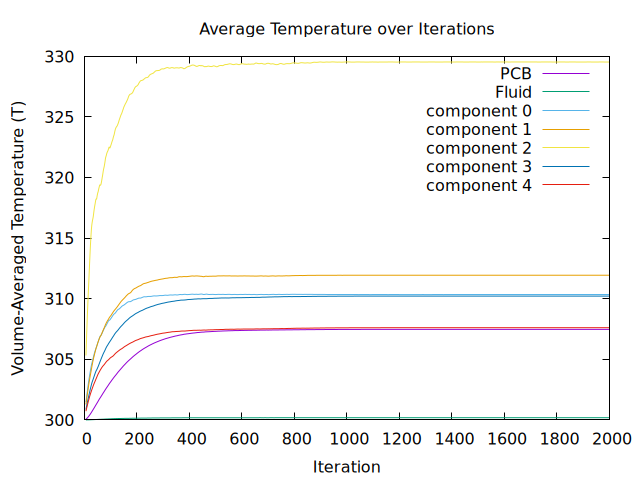 Average Temperature over Iterations
Volume-Averaged Temperature (T)
330
325
320
315
310
305
300
PCB
Fluid
component 0
component 1
component 2
component 3
component 4
0 200 400 600 800 1000 1200 1400 1600 1800 2000
Iteration